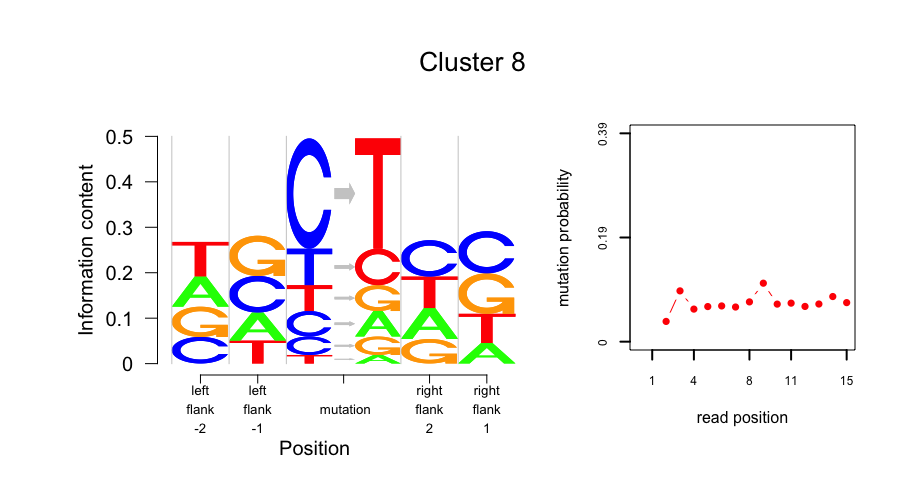 Cluster 8
Information content
0.5
0.4
0.3
0.2
0.1
0
T
A
G
C
G
C
A
T
C
T
T
C
C
T
T
C
G
A
G
A
C
T
A
G
C
G
T
A
left
flank
-2
left
flank
-1
mutation
right
flank
2
right
flank
1
Position
mutation probability
0.39
0.19
0
1 4 8 11 15
read position